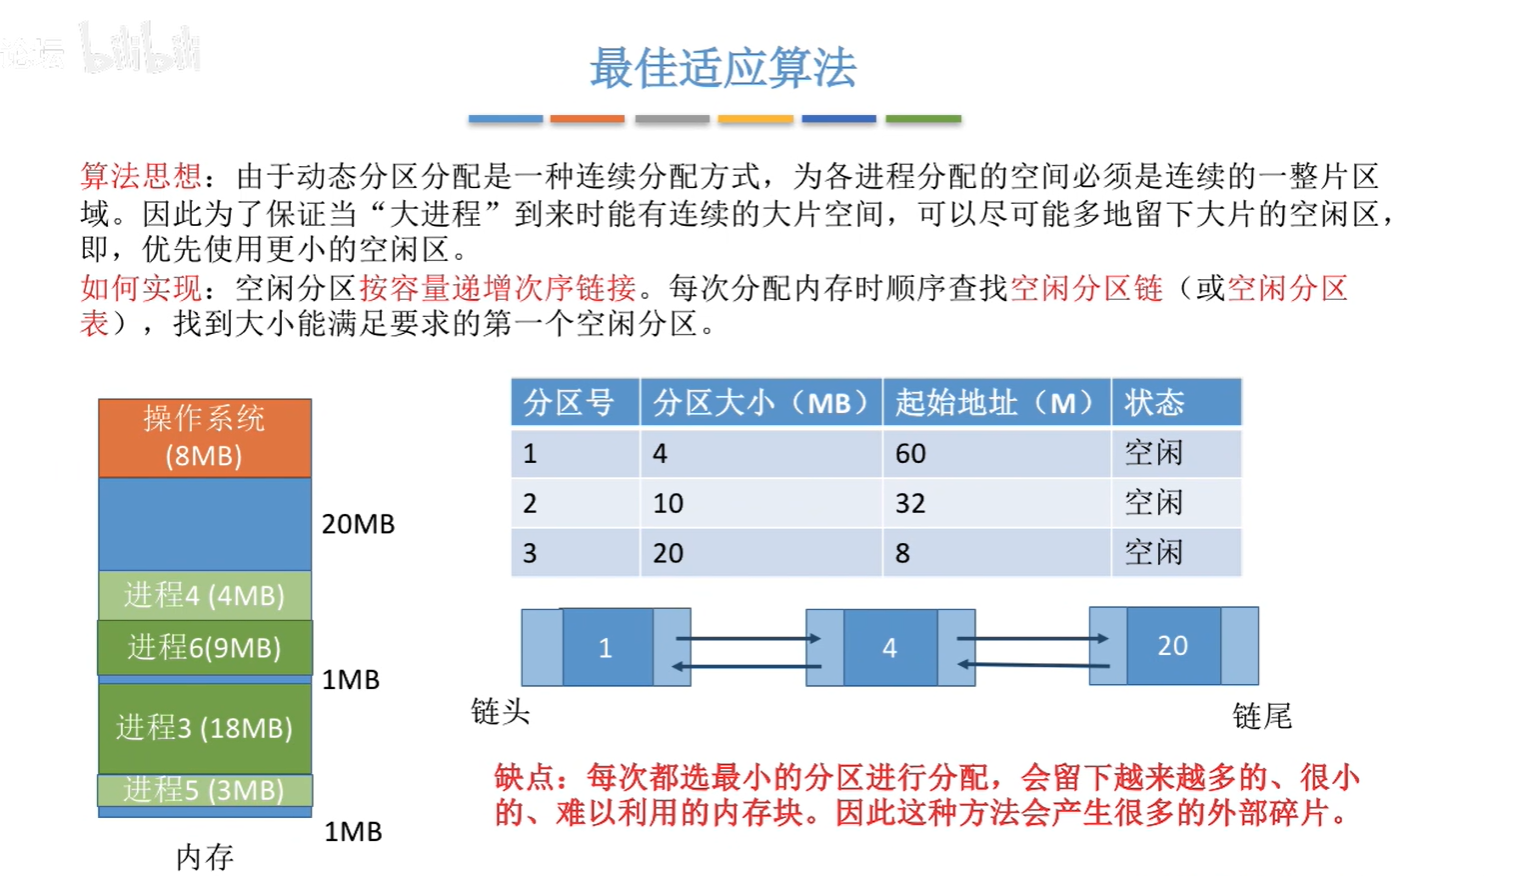 论坛 bilibili
最佳适应算法
算法思想：由于动态分区分配是一种连续分配方式，为各进程分配的空间必须是连续的一整片区
域。因此为了保证当“大进程”到来时能有连续的大片空间，可以尽可能多地留下大片的空闲区，
即，优先使用更小的空闲区。
如何实现：空闲分区按容量递增次序链接。每次分配内存时顺序查找空闲分区链（或空闲分区
表），找到大小能满足要求的第一个空闲分区。
操作系统
(8MB)
20MB
进程4 (4MB)
进程6(9MB)
1MB
进程3 (18MB)
进程5 (3MB)
1MB
内存
分区号 分区大小（MB） 起始地址（M） 状态
1 4 60 空闲
2 10 32 空闲
3 20 8 空闲
1 4 20
链头 链尾
缺点：每次都选最小的分区进行分配，会留下越来越多的、很小
的、难以利用的内存块。因此这种方法会产生很多的外部碎片。